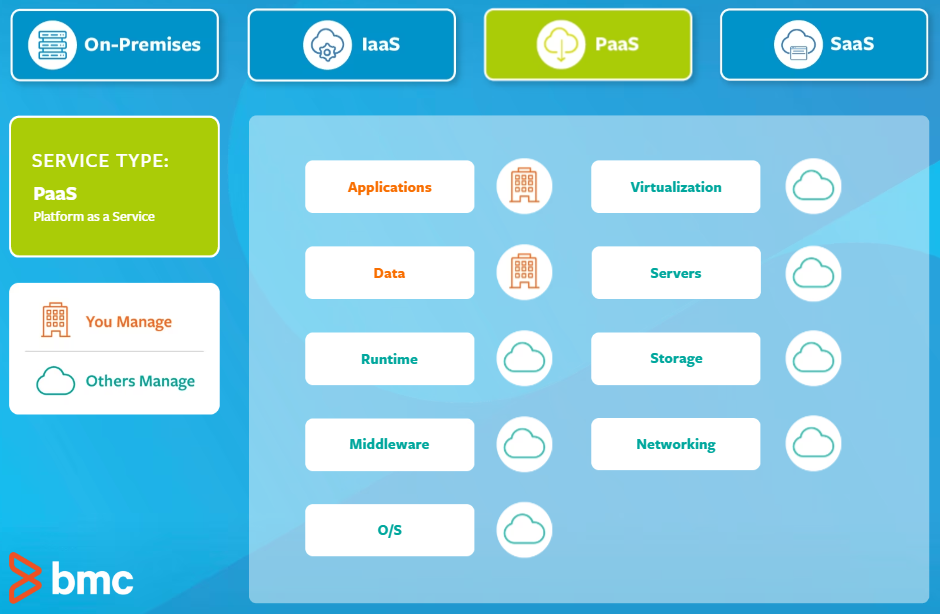 On-Premises
IaaS
PaaS
SaaS
SERVICE TYPE:
PaaS
Platform as a Service
You Manage
Others Manage
Applications
Virtualization
Data
Servers
Runtime
Storage
Middleware
Networking
O/S
bmc